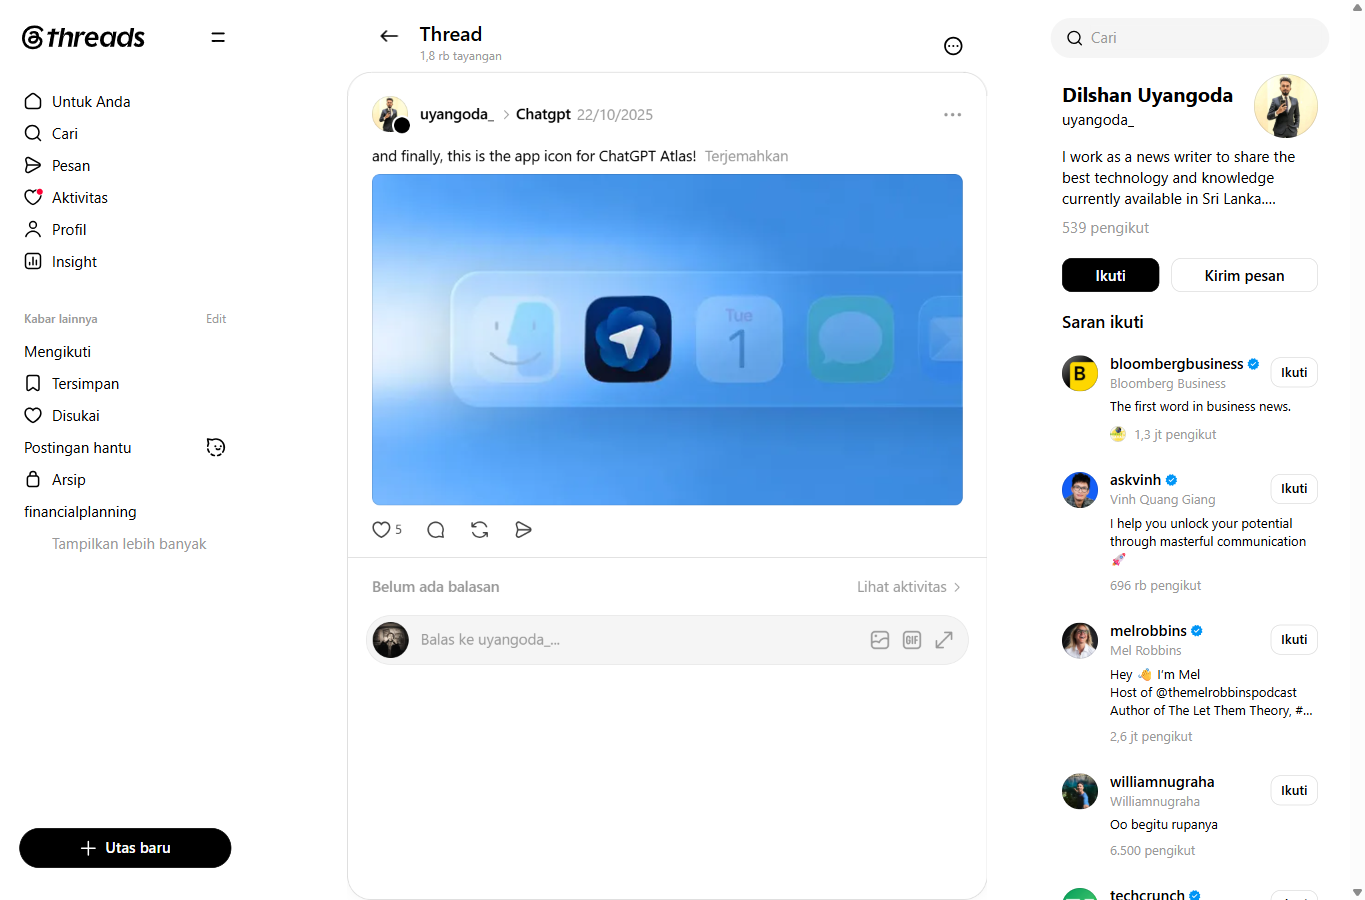 threads
Untuk Anda
Cari
Pesan
Aktivitas
Profil
Insight
Kabar lainnya
Edit
Mengikuti
Tersimpan
Disukai
Postingan hantu
Arsip
financialplanning
Tampilkan lebih banyak
Utas baru
Thread
1,8 rb tayangan
uyangoda_ > Chatgpt 22/10/2025
and finally, this is the app icon for ChatGPT Atlas! Terjemahkan
Tue
1
5
Belum ada balasan
Lihat aktivitas
Balas ke uyangoda_...
GIF
Cari
Dilshan Uyangoda
uyangoda_
I work as a news writer to share the
best technology and knowledge
currently available in Sri Lanka....
539 pengikut
Ikuti
Kirim pesan
Saran ikuti
B
bloombergbusiness
Bloomberg Business
Ikuti
The first word in business news.
1,3 jt pengikut
askvinh
Vinh Quang Giang
Ikuti
I help you unlock your potential
through masterful communication
🚀
696 rb pengikut
melrobbins
Mel Robbins
Ikuti
Hey 👋 I'm Mel
Host of @themelrobbinspodcast
Author of The Let Them Theory, #...
2,6 jt pengikut
williamnugraha
Williamnugraha
Ikuti
Oo begitu rupanya
6.500 pengikut
techcrunch